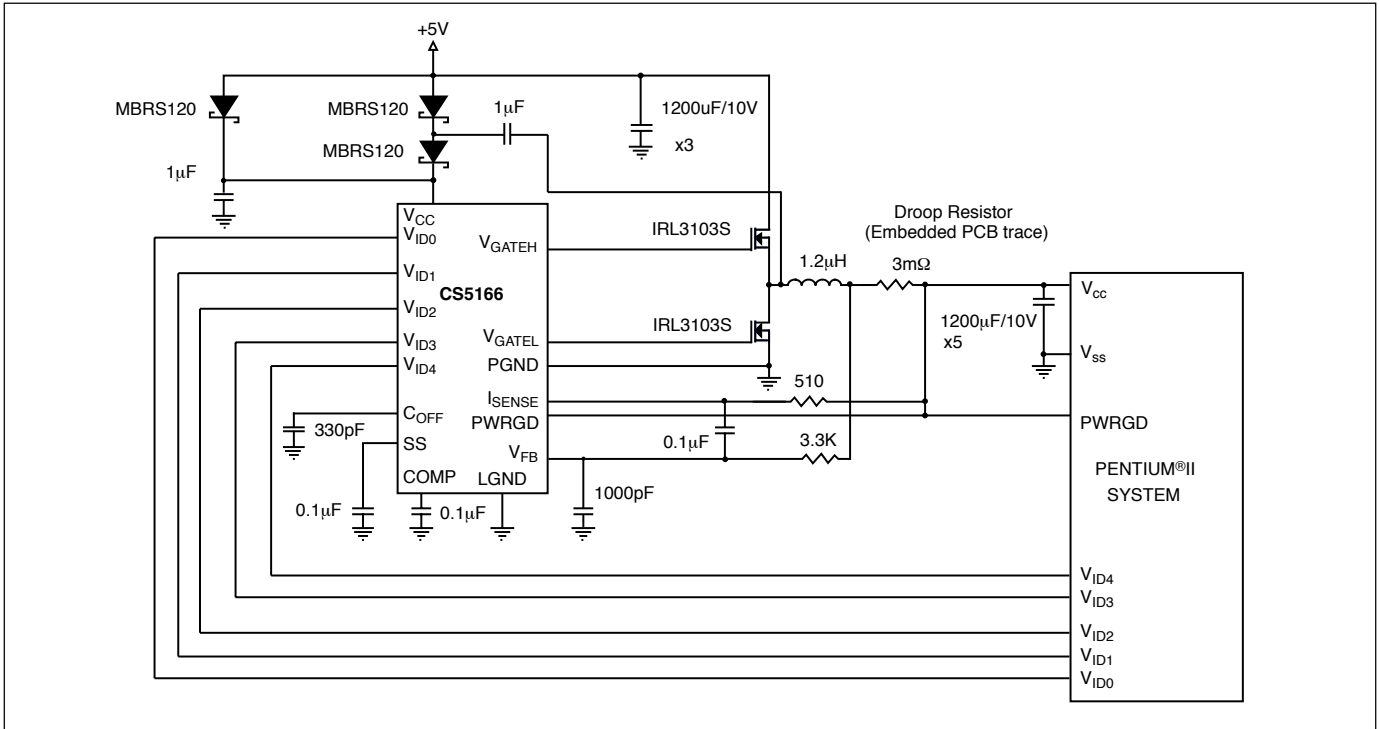 +5V
MBRS120
MBRS120
1μF
1200uF/10V
x3
MBRS120
1μF
VCC
VID0
VGATEH
IRL3103S
Droop Resistor
(Embedded PCB trace)
VID1
1.2μH
3mΩ
CS5166
Vcc
VID2
1200μF/10V
x5
VID3
VGATEL
IRL3103S
VID4
PGND
Vss
510
ISENSE
COFF
PWRGD
PWRGD
330pF
0.1μF
3.3K
SS
VFB
COMP
LGND
1000pF
PENTIUM®II
SYSTEM
0.1μF
0.1μF
VID4
VID3
VID2
VID1
VID0